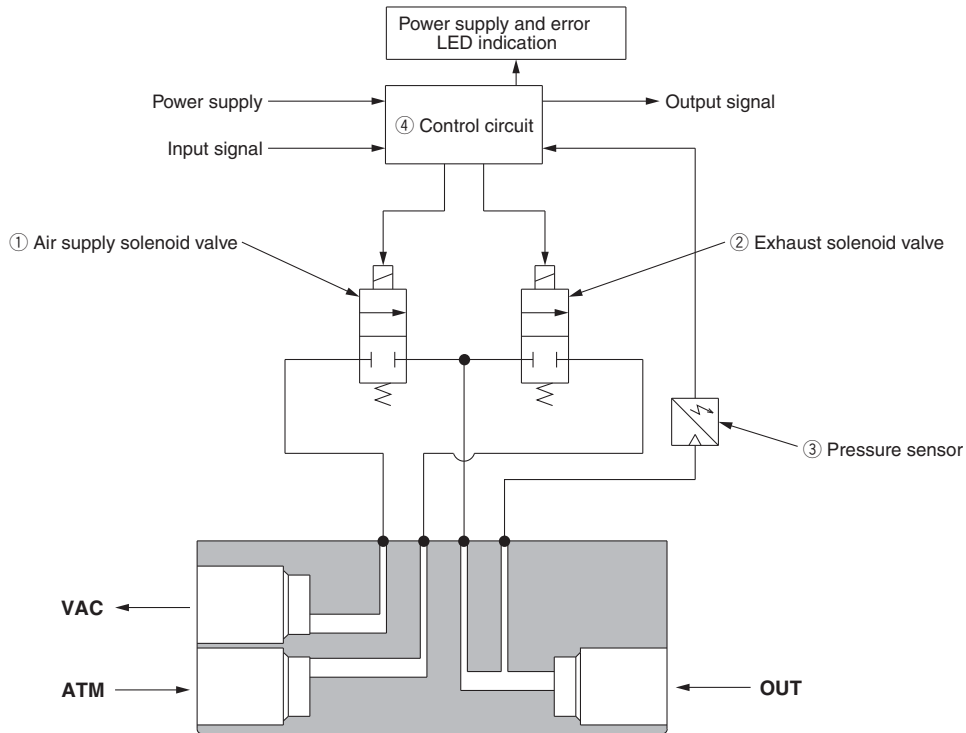 Power supply and error
LED indication
Power supply
Output signal
④ Control circuit
Input signal
① Air supply solenoid valve
② Exhaust solenoid valve
③ Pressure sensor
VAC
ATM
OUT